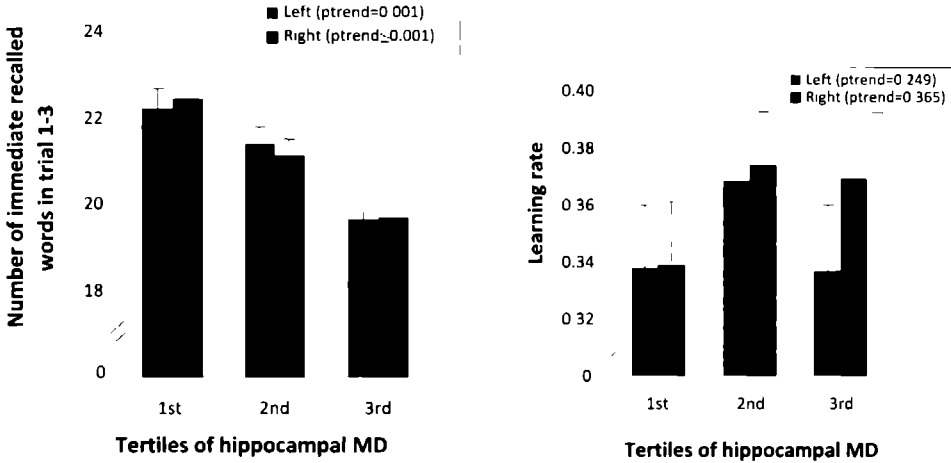 Left (ptrend=0 001)
Right (ptrend<0.001)
Number of immediate recalled
words in trial 1-3
24
22
20
18
0
1st 2nd 3rd
Tertiles of hippocampal MD
Left (ptrend=0 249)
Right (ptrend=0 365)
Learning rate
0.40
0.38
0 36
0.34
0 32
0
1st 2nd 3rd
Tertiles of hippocampal MD